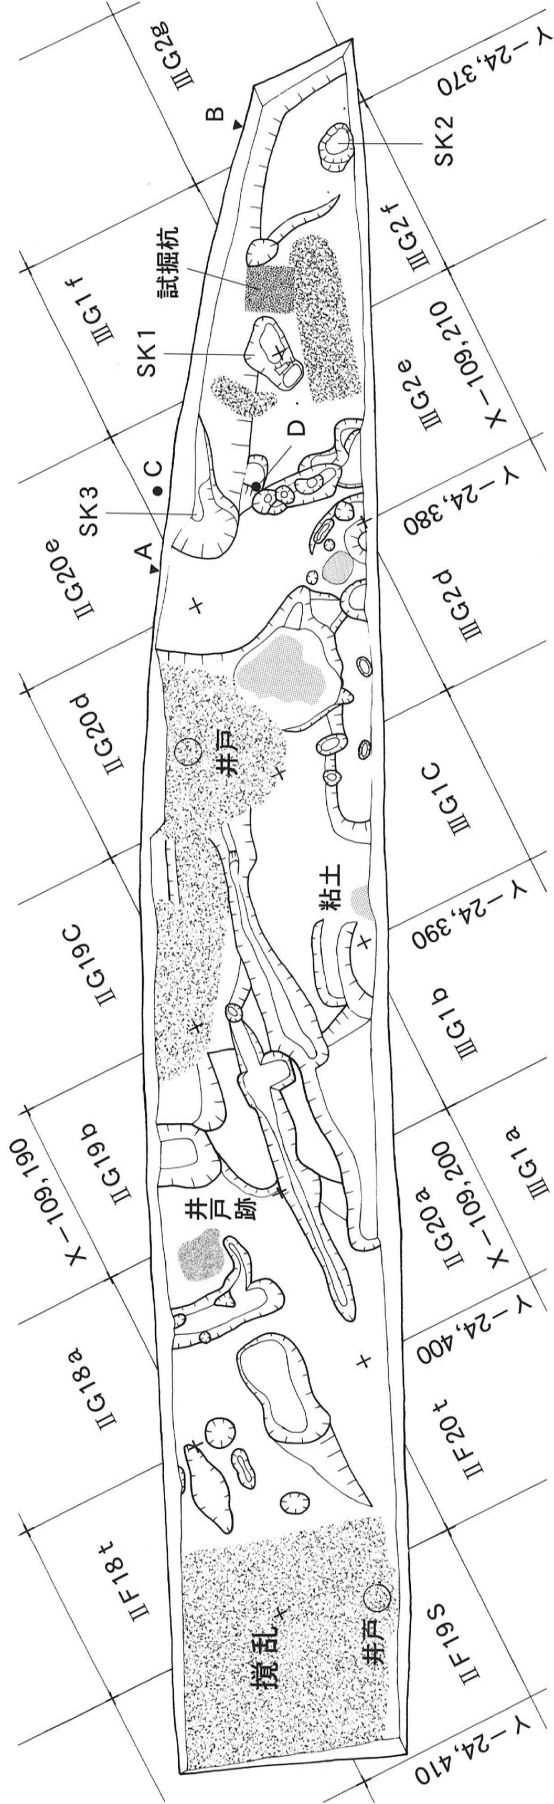 ⅢG2g
Y−24,370
B
SK2
試掘杭
ⅢG2f
ⅢG1f
SK1
X−109,210
ⅢG2e
D
C
SK3
Y−24,380
A
ⅡG20e
ⅢG2d
ⅡG20d
井戸
ⅢG1C
粘土
Y−24,390
ⅡG19C
ⅢG1b
ⅡG19b
X−109,190
ⅢG1a
X−109,200
ⅡG20a
井戸跡
Y−24,400
ⅡG18a
ⅡF20t
ⅡF18t
撹乱
井戸
ⅡF19S
Y−24,410